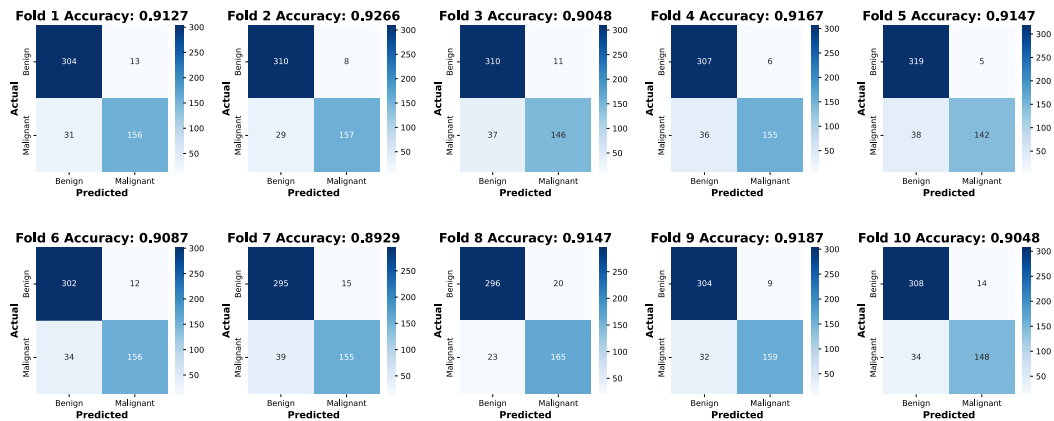 Fold 1 Accuracy: 0.9127
Actual
Benign
Malignant
304
13
31
156
Benign
Malignant
Predicted
300
250
200
150
100
50
Fold 2 Accuracy: 0.9266
Actual
Benign
Malignant
310
8
29
157
Benign
Malignant
Predicted
300
250
200
150
100
50
Fold 3 Accuracy: 0.9048
Actual
Benign
Malignant
310
11
37
146
Benign
Malignant
Predicted
300
250
200
150
100
50
Fold 4 Accuracy: 0.9167
Actual
Benign
Malignant
307
6
36
155
Benign
Malignant
Predicted
300
250
200
150
100
50
Fold 5 Accuracy: 0.9147
Actual
Benign
Malignant
319
5
38
142
Benign
Malignant
Predicted
300
250
200
150
100
50
Fold 6 Accuracy: 0.9087
Actual
Benign
Malignant
302
12
34
156
Benign
Malignant
Predicted
300
250
200
150
100
50
Fold 7 Accuracy: 0.8929
Actual
Benign
Malignant
295
15
39
155
Benign
Malignant
Predicted
250
200
150
100
50
Fold 8 Accuracy: 0.9147
Actual
Benign
Malignant
296
20
23
165
Benign
Malignant
Predicted
250
200
150
100
50
Fold 9 Accuracy: 0.9187
Actual
Benign
Malignant
304
9
32
159
Benign
Malignant
Predicted
300
250
200
150
100
50
Fold 10 Accuracy: 0.9048
Actual
Benign
Malignant
308
14
34
148
Benign
Malignant
Predicted
300
250
200
150
100
50